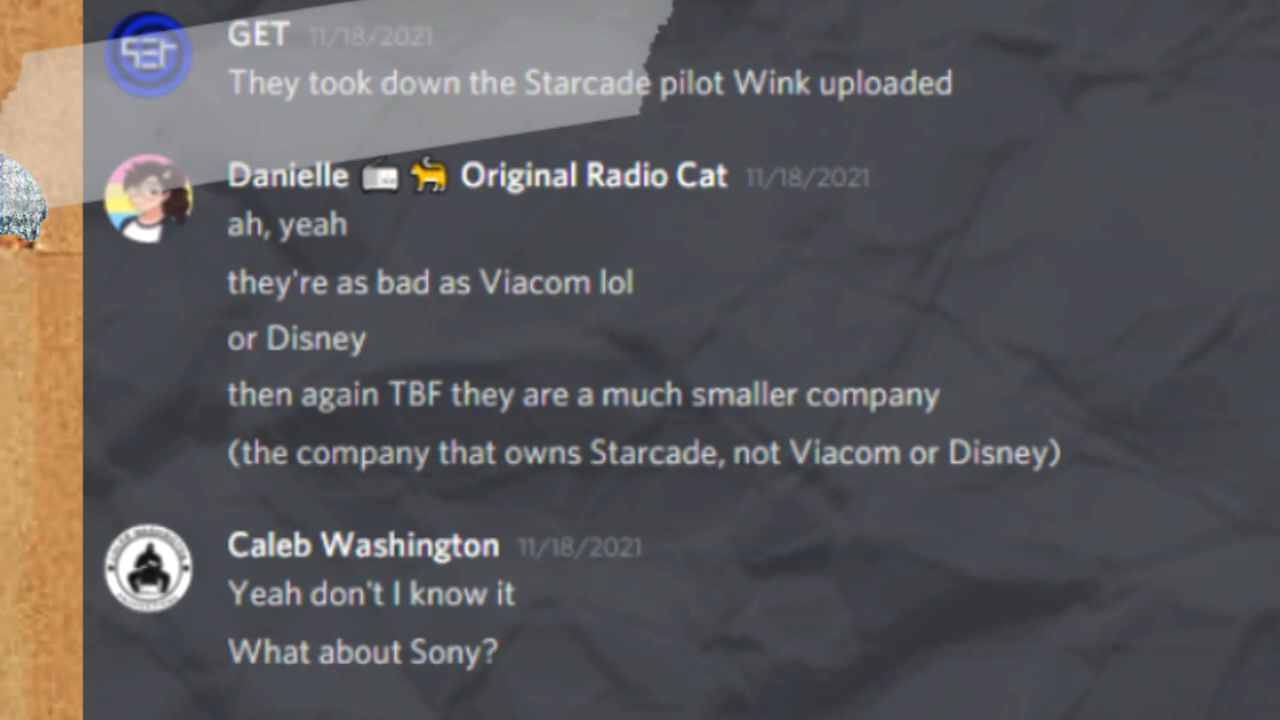 GET 11/18/2021
They took down the Starcade pilot Wink uploaded
Danielle 📻 🐈 Original Radio Cat 11/18/2021
ah, yeah
they're as bad as Viacom lol
or Disney
then again TBF they are a much smaller company
(the company that owns Starcade, not Viacom or Disney)
Caleb Washington 11/18/2021
Yeah don't I know it
What about Sony?